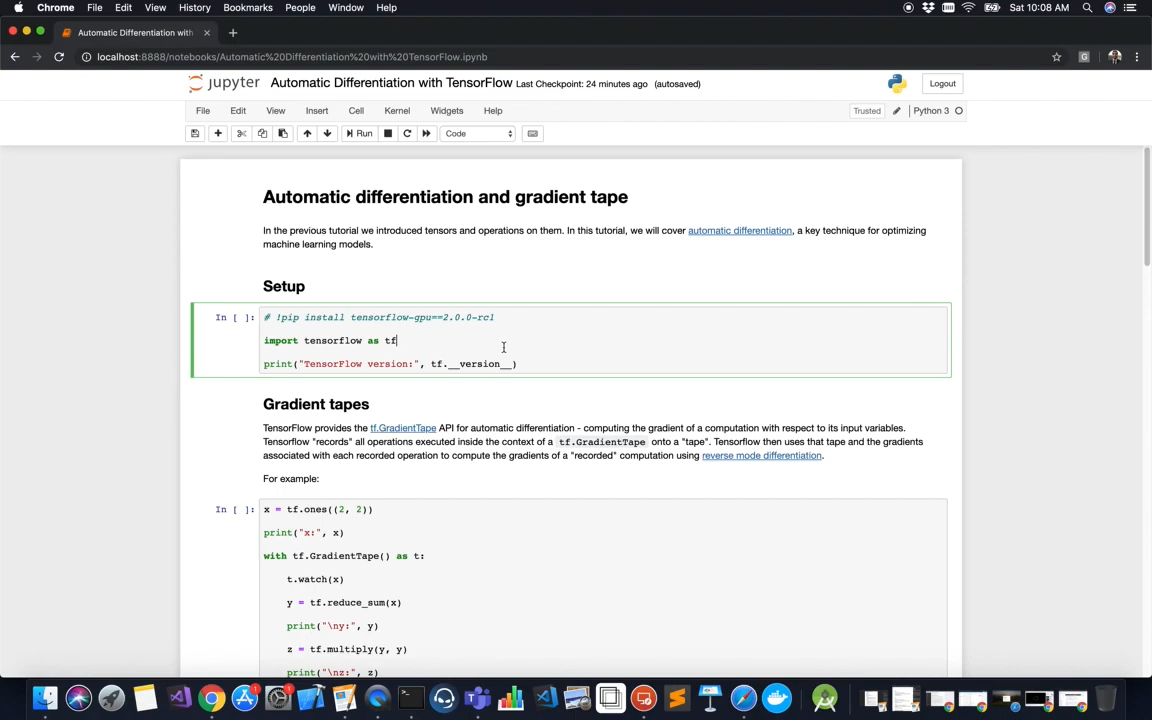 Chrome File Edit View History Bookmarks People Window Help Sat 10:08 AM
Automatic Differentiation with
localhost:8888/notebooks/Automatic%20Differentiation%20with%20TensorFlow.ipynb
jupyter Automatic Differentiation with TensorFlow Last Checkpoint: 24 minutes ago (autosaved) Logout
File Edit View Insert Cell Kernel Widgets Help Trusted Python 3
Run Code
Automatic differentiation and gradient tape
In the previous tutorial we introduced tensors and operations on them. In this tutorial, we will cover automatic differentiation, a key technique for optimizing
machine learning models.
Setup
In [ ]: # !pip install tensorflow-gpu==2.0.0-rc1
import tensorflow as tf
print("TensorFlow version:", tf.__version__)
Gradient tapes
TensorFlow provides the tf.GradientTape API for automatic differentiation - computing the gradient of a computation with respect to its input variables.
Tensorflow "records" all operations executed inside the context of a tf.GradientTape onto a "tape". Tensorflow then uses that tape and the gradients
associated with each recorded operation to compute the gradients of a "recorded" computation using reverse mode differentiation.
For example:
In [ ]: x = tf.ones((2, 2))
print("x:", x)
with tf.GradientTape() as t:
t.watch(x)
y = tf.reduce_sum(x)
print("\ny:", y)
z = tf.multiply(y, y)
print("\nz:", z)